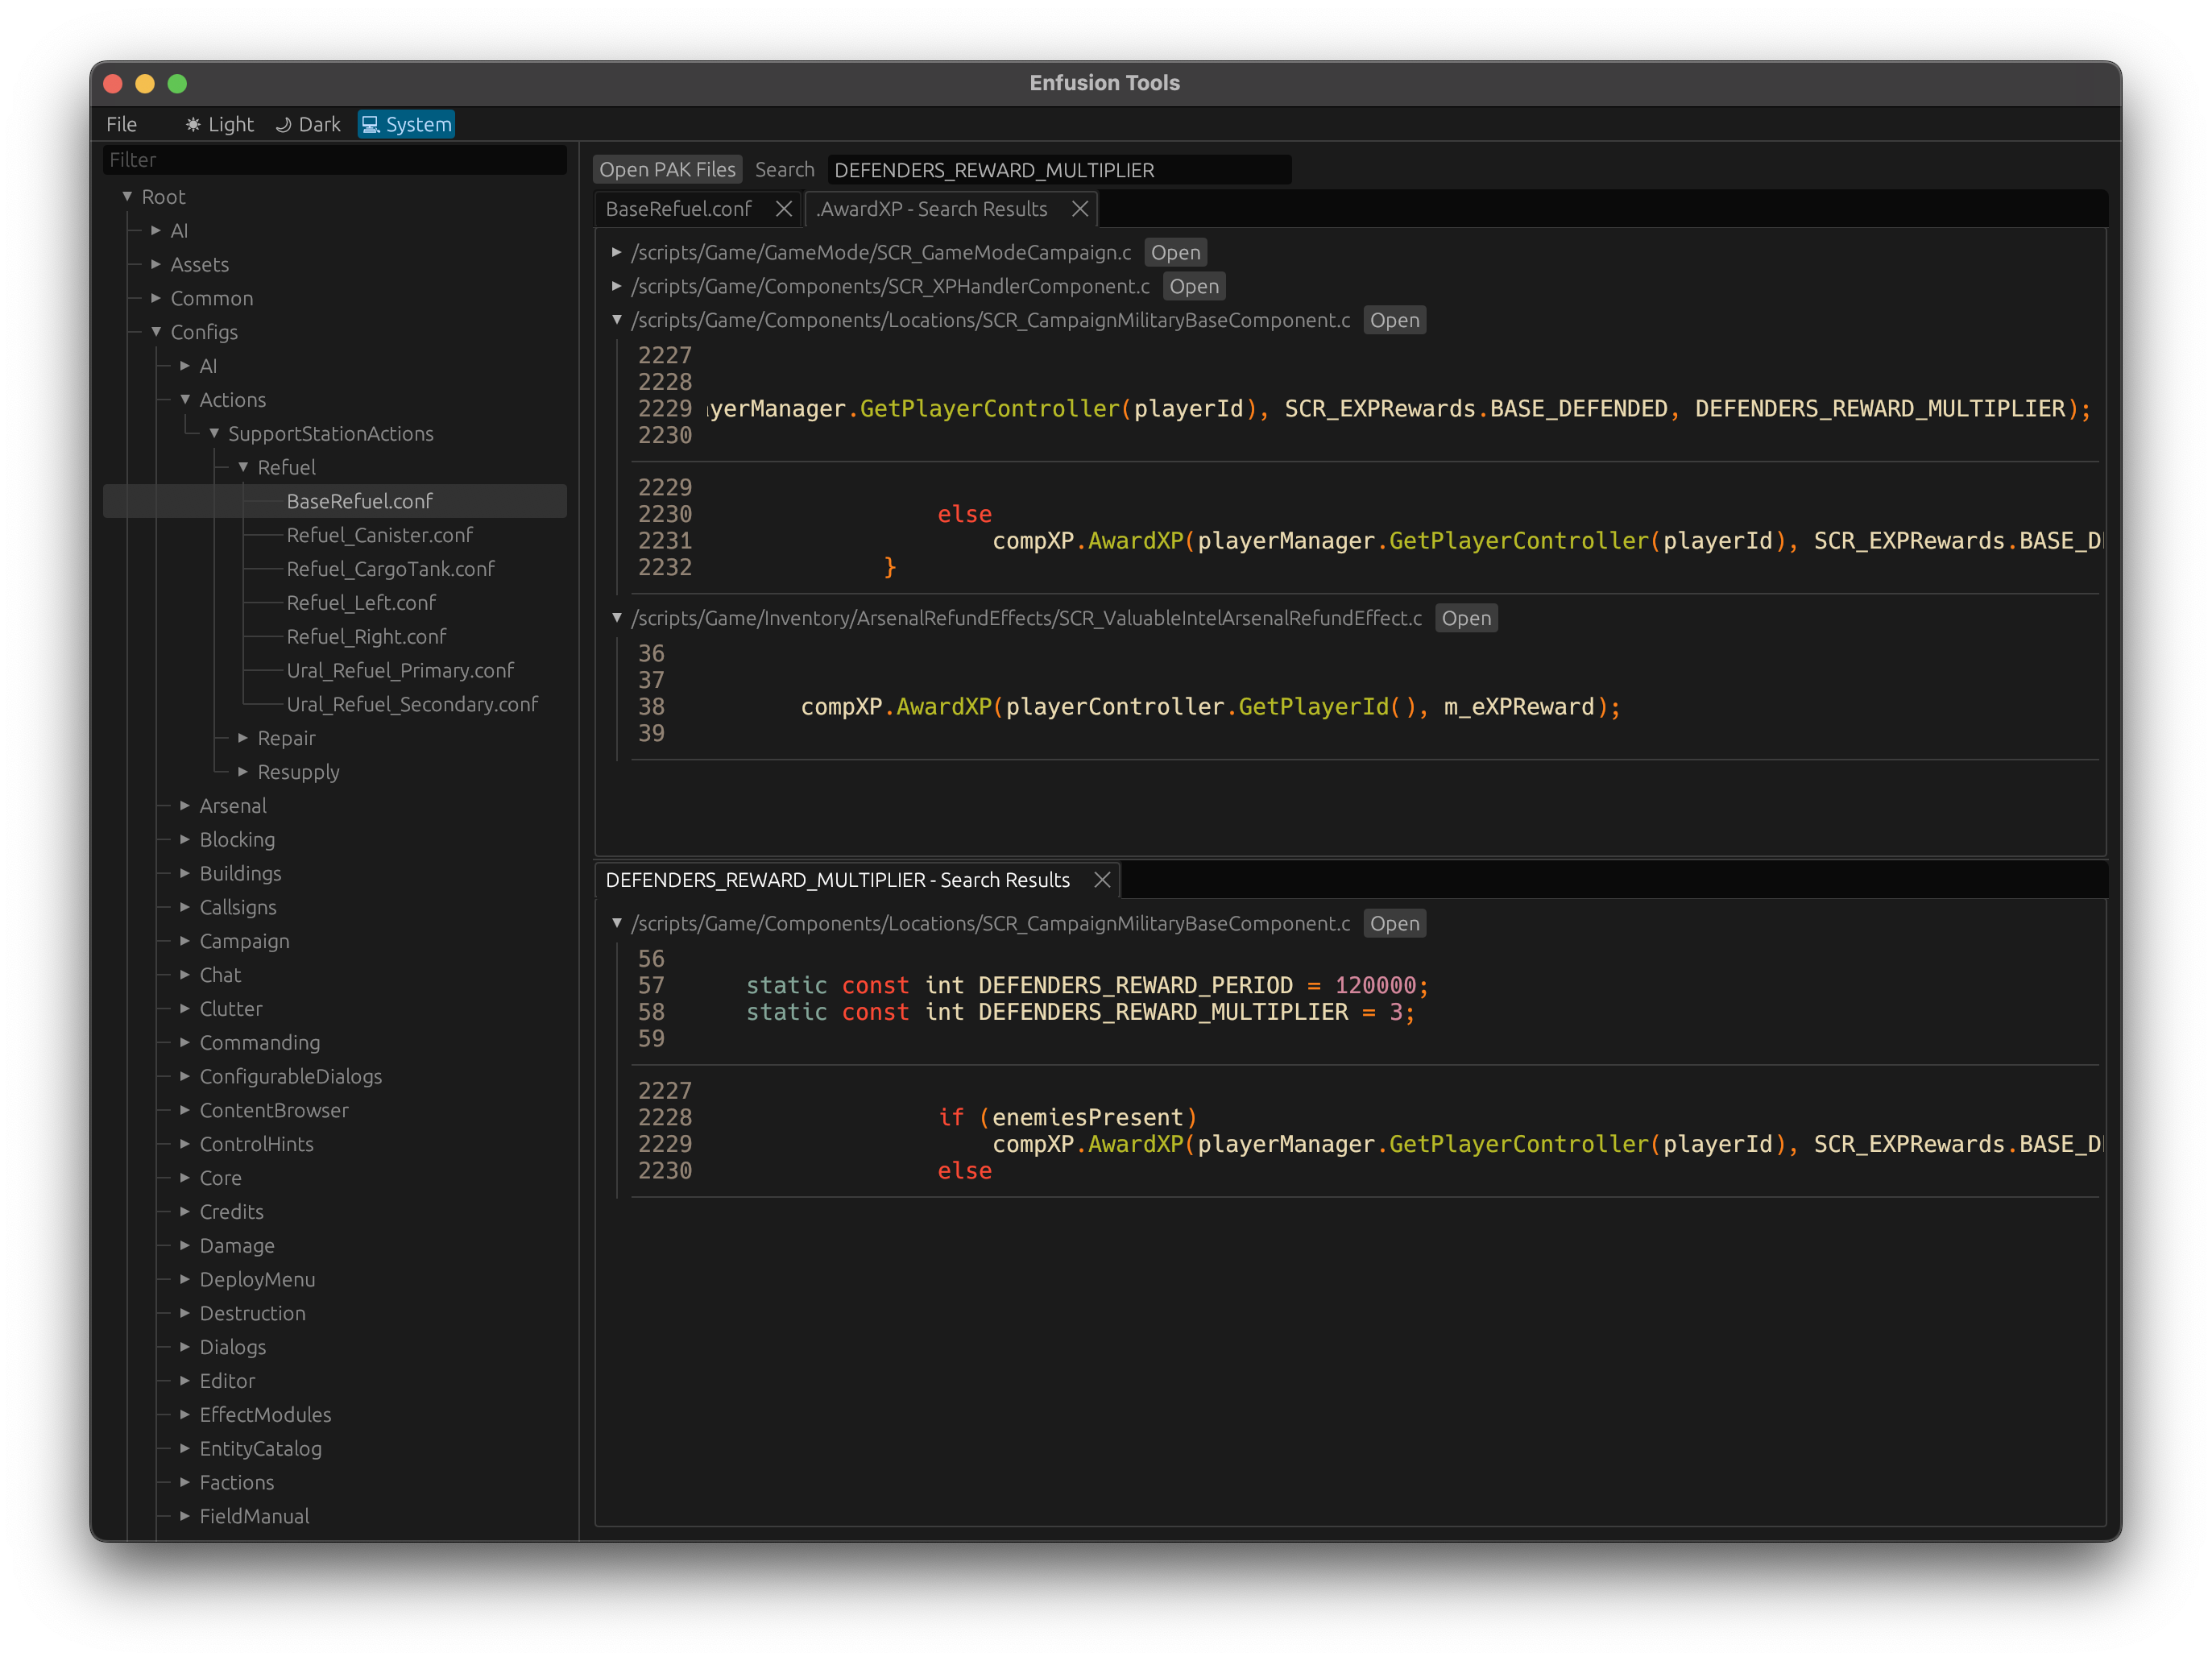 Enfusion Tools
File Light Dark System
Filter
Root
AI
Assets
Common
Configs
AI
Actions
SupportStationActions
Refuel
BaseRefuel.conf
Refuel_Canister.conf
Refuel_CargoTank.conf
Refuel_Left.conf
Refuel_Right.conf
Ural_Refuel_Primary.conf
Ural_Refuel_Secondary.conf
Repair
Resupply
Arsenal
Blocking
Buildings
Callsigns
Campaign
Chat
Clutter
Commanding
ConfigurableDialogs
ContentBrowser
ControlHints
Core
Credits
Damage
DeployMenu
Destruction
Dialogs
Editor
EffectModules
EntityCatalog
Factions
FieldManual
Open PAK Files Search DEFENDERS_REWARD_MULTIPLIER
BaseRefuel.conf .AwardXP - Search Results
/scripts/Game/GameMode/SCR_GameModeCampaign.c Open
/scripts/Game/Components/SCR_XPHandlerComponent.c Open
/scripts/Game/Components/Locations/SCR_CampaignMilitaryBaseComponent.c Open
2227
2228
2229 yerManager.GetPlayerController(playerId), SCR_EXPRewards.BASE_DEFENDED, DEFENDERS_REWARD_MULTIPLIER);
2230
2229
2230 else
2231 compXP.AwardXP(playerManager.GetPlayerController(playerId), SCR_EXPRewards.BASE_D
2232 }
/scripts/Game/Inventory/ArsenalRefundEffects/SCR_ValuableIntelArsenalRefundEffect.c Open
36
37
38 compXP.AwardXP(playerController.GetPlayerId(), m_eXPReward);
39
DEFENDERS_REWARD_MULTIPLIER - Search Results
/scripts/Game/Components/Locations/SCR_CampaignMilitaryBaseComponent.c Open
56
57 static const int DEFENDERS_REWARD_PERIOD = 120000;
58 static const int DEFENDERS_REWARD_MULTIPLIER = 3;
59
2227
2228 if (enemiesPresent)
2229 compXP.AwardXP(playerManager.GetPlayerController(playerId), SCR_EXPRewards.BASE_D
2230 else